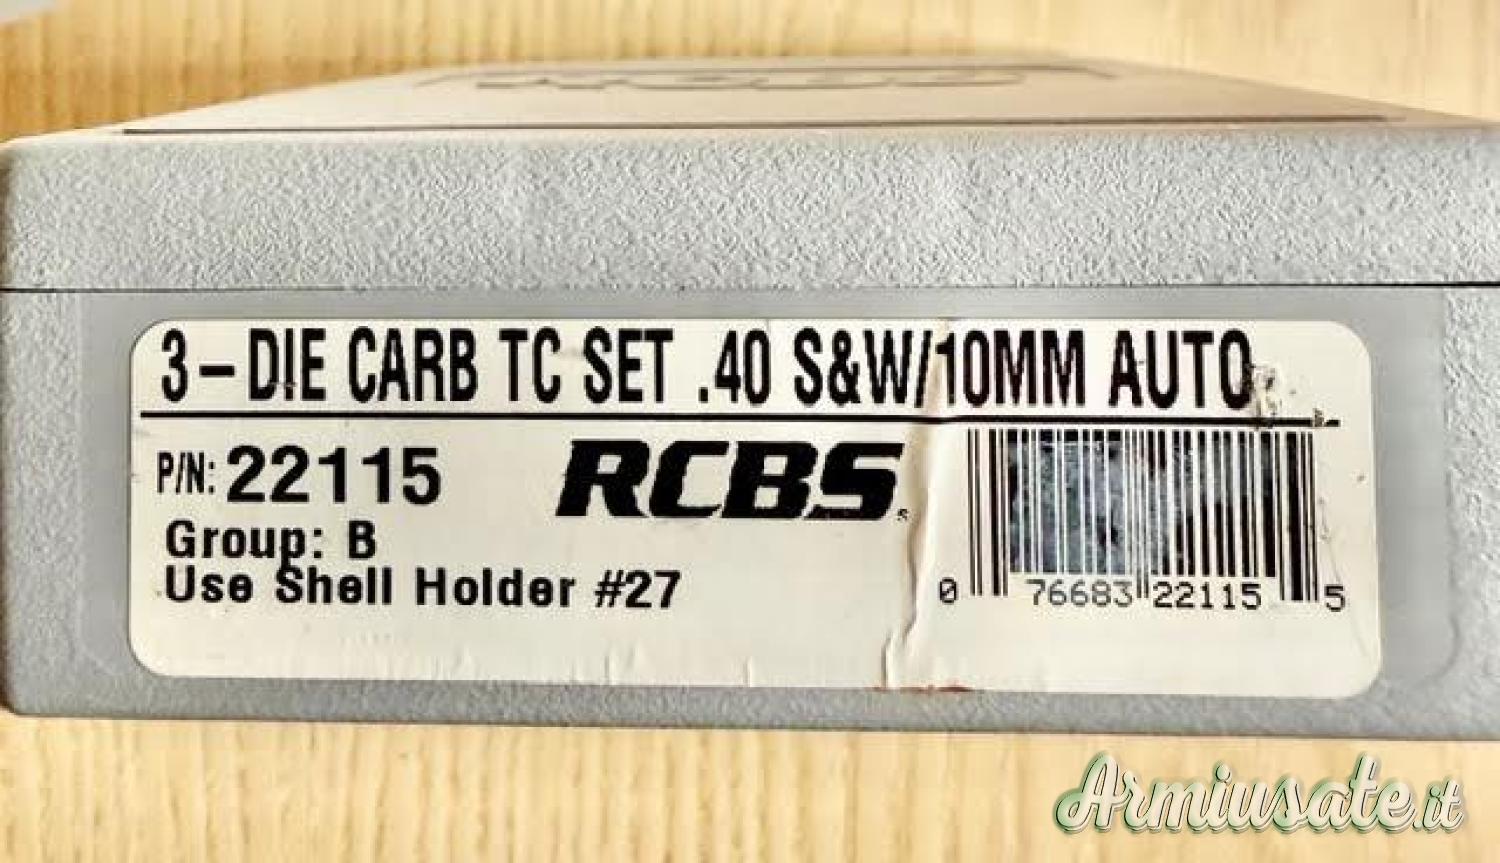 3-DIE CARB TC SET .40 S&W/10MM AUTO
P/N: 22115
RCBS
Group: B
Use Shell Holder #27
0 76683 22115 5
Armiusate.it